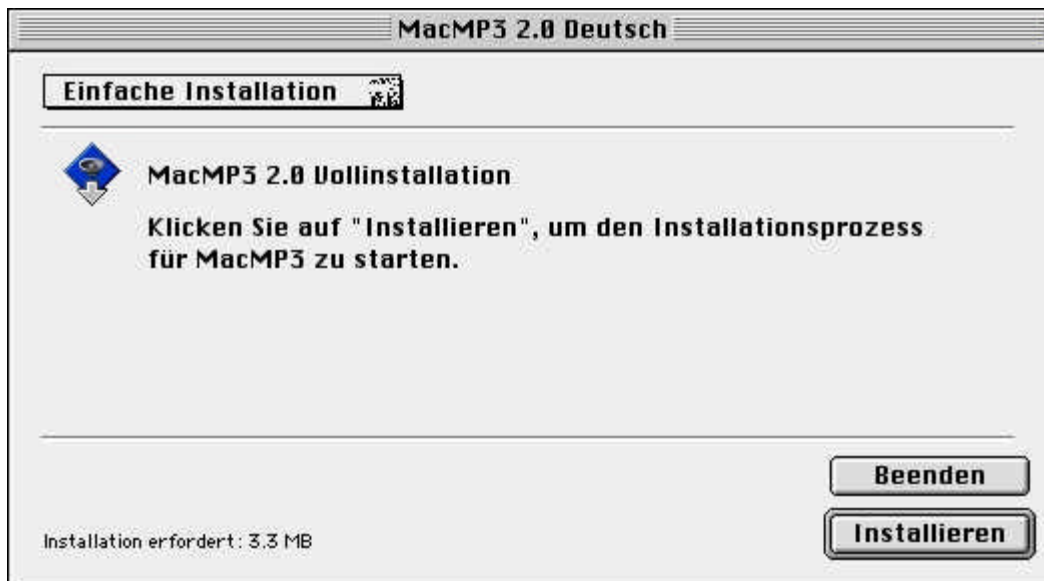 MacMP3 2.0 Deutsch
Einfache Installation
MacMP3 2.0 Vollinstallation
Klicken Sie auf "Installieren", um den Installationsprozess
für MacMP3 zu starten.
Beenden
Installation erfordert: 3.3 MB
Installieren